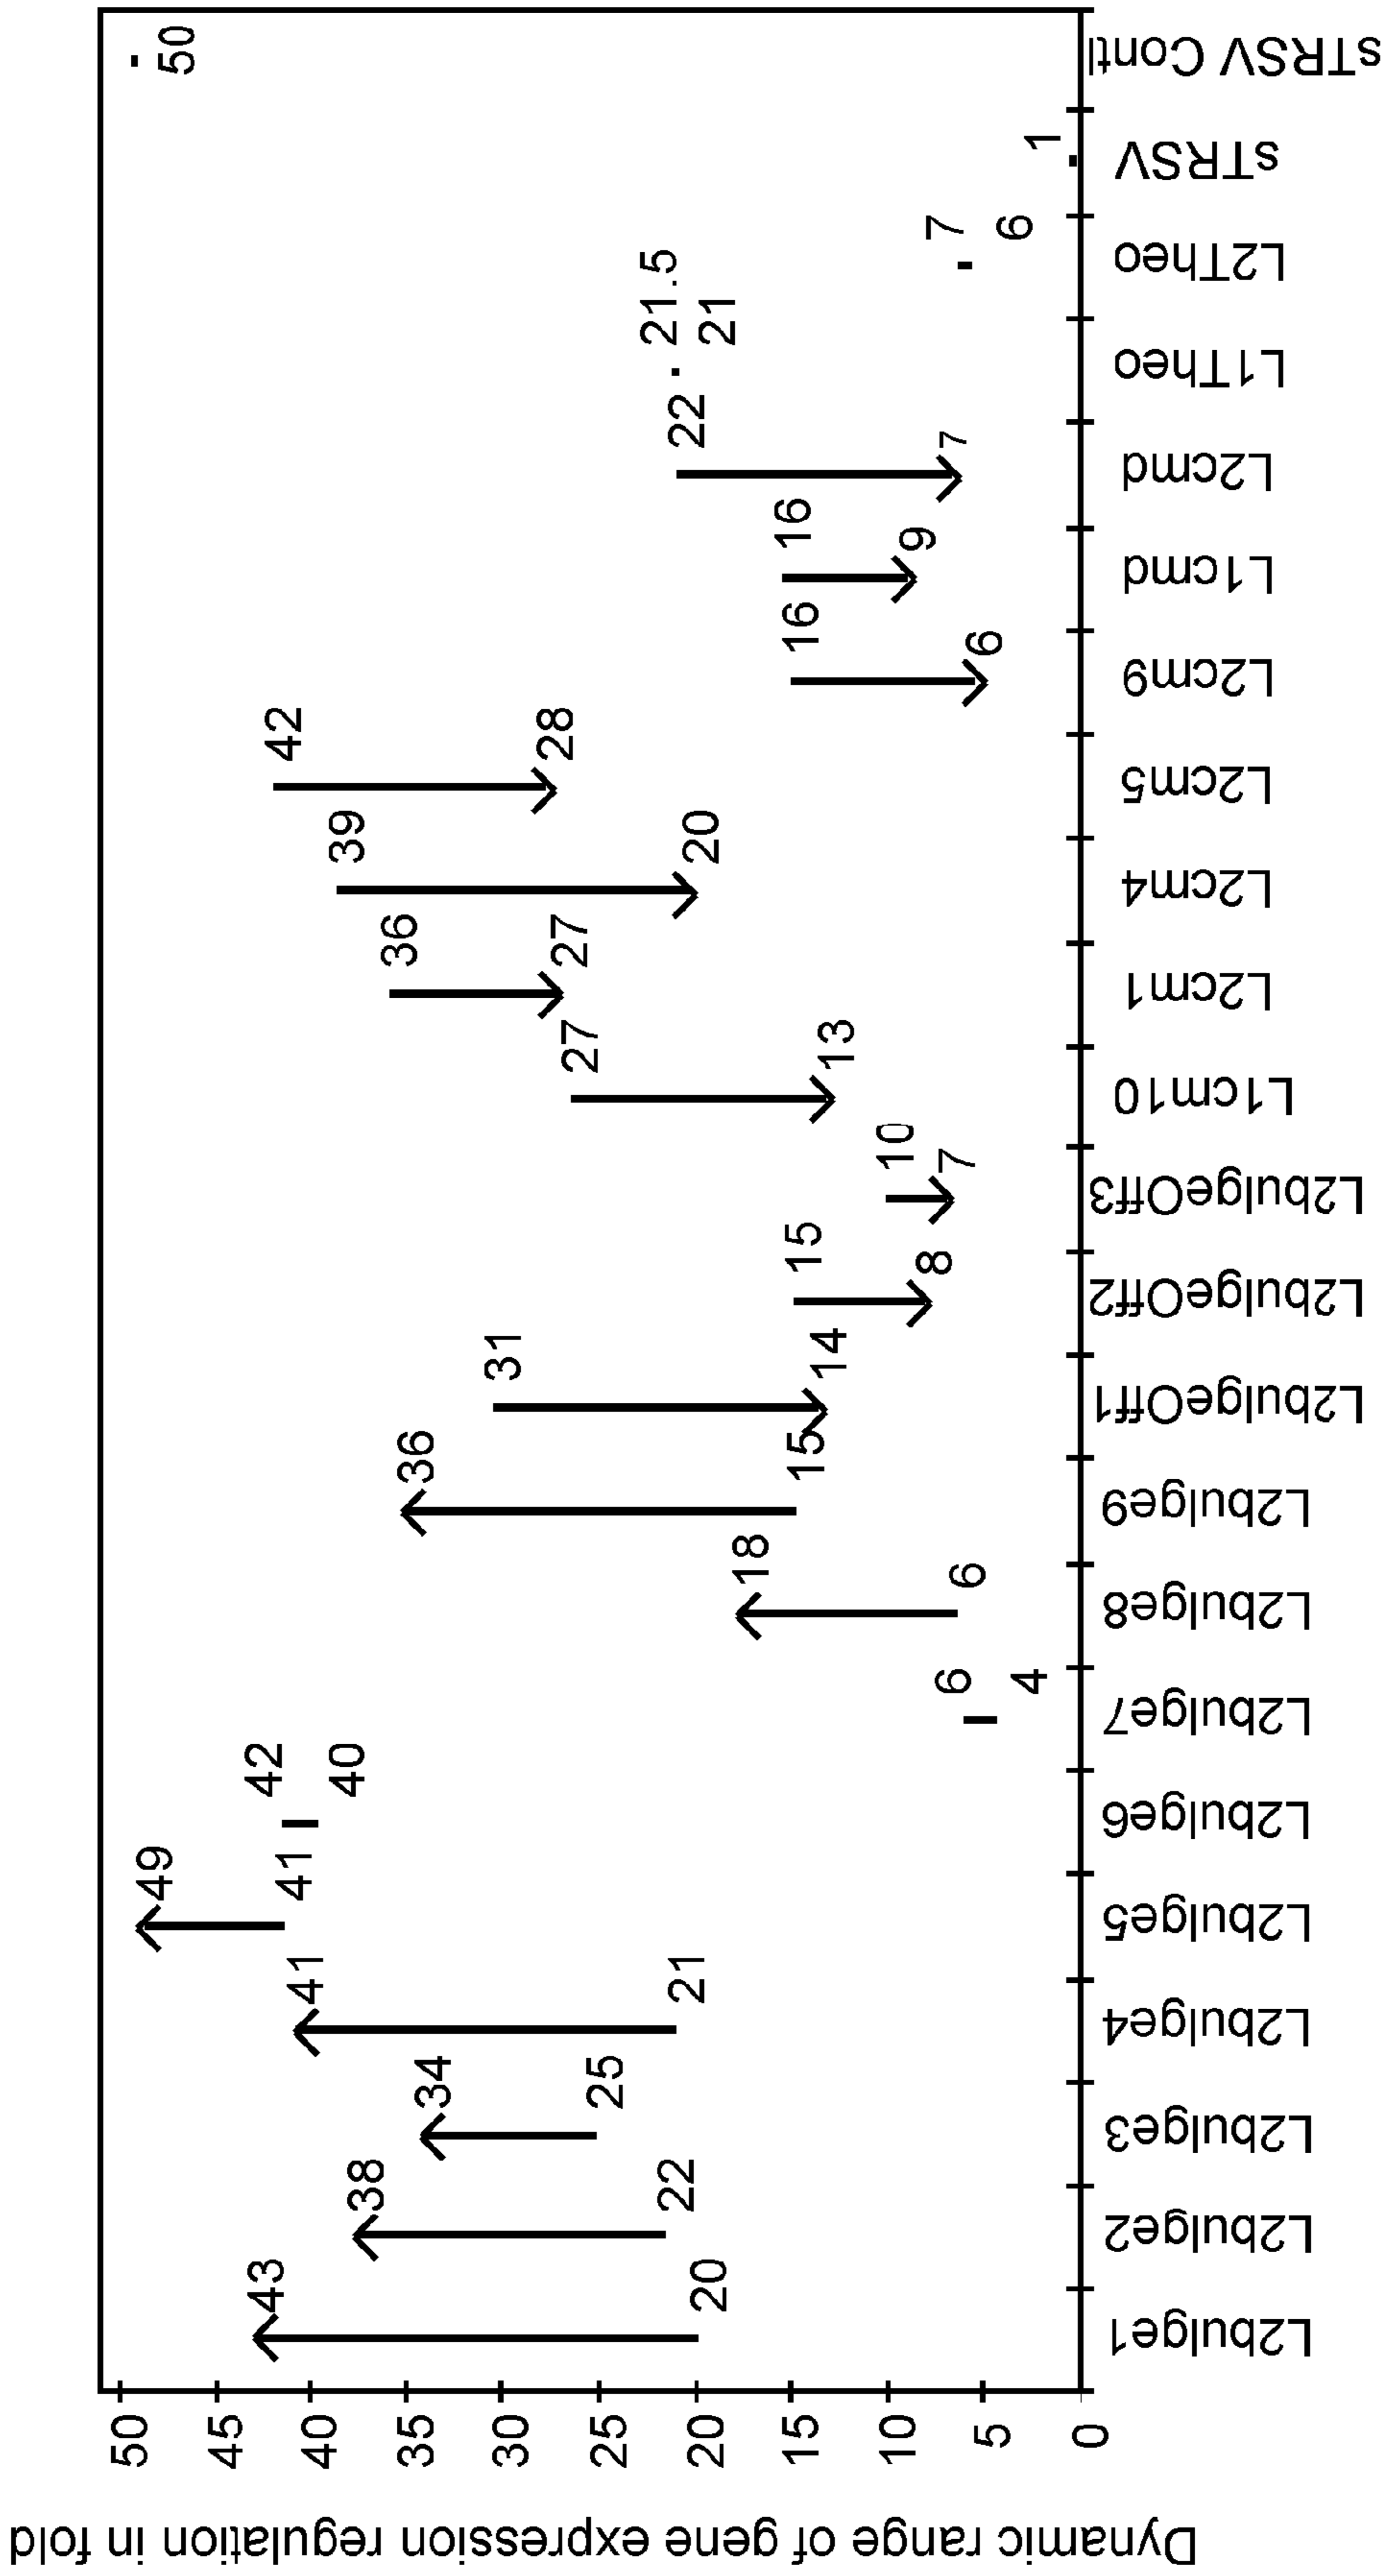 Dynamic range of gene expression regulation in fold
50
45
40
35
30
25
20
15
10
5
0
43
20
38
22
34
25
41
21
49
41
42
40
6
4
18
6
36
15
31
14
15
8
10
7
27
13
36
27
39
20
42
28
16
6
16
9
22
7
21.5
21
7
6
1
50
L2bulge1
L2bulge2
L2bulge3
L2bulge4
L2bulge5
L2bulge6
L2bulge7
L2bulge8
L2bulge9
L2bulgeOff1
L2bulgeOff2
L2bulgeOff3
L1cm10
L2cm1
L2cm4
L2cm5
L2cm9
L1cmd
L2cmd
L1Theo
L2Theo
sTRSV
sTRSV Contl